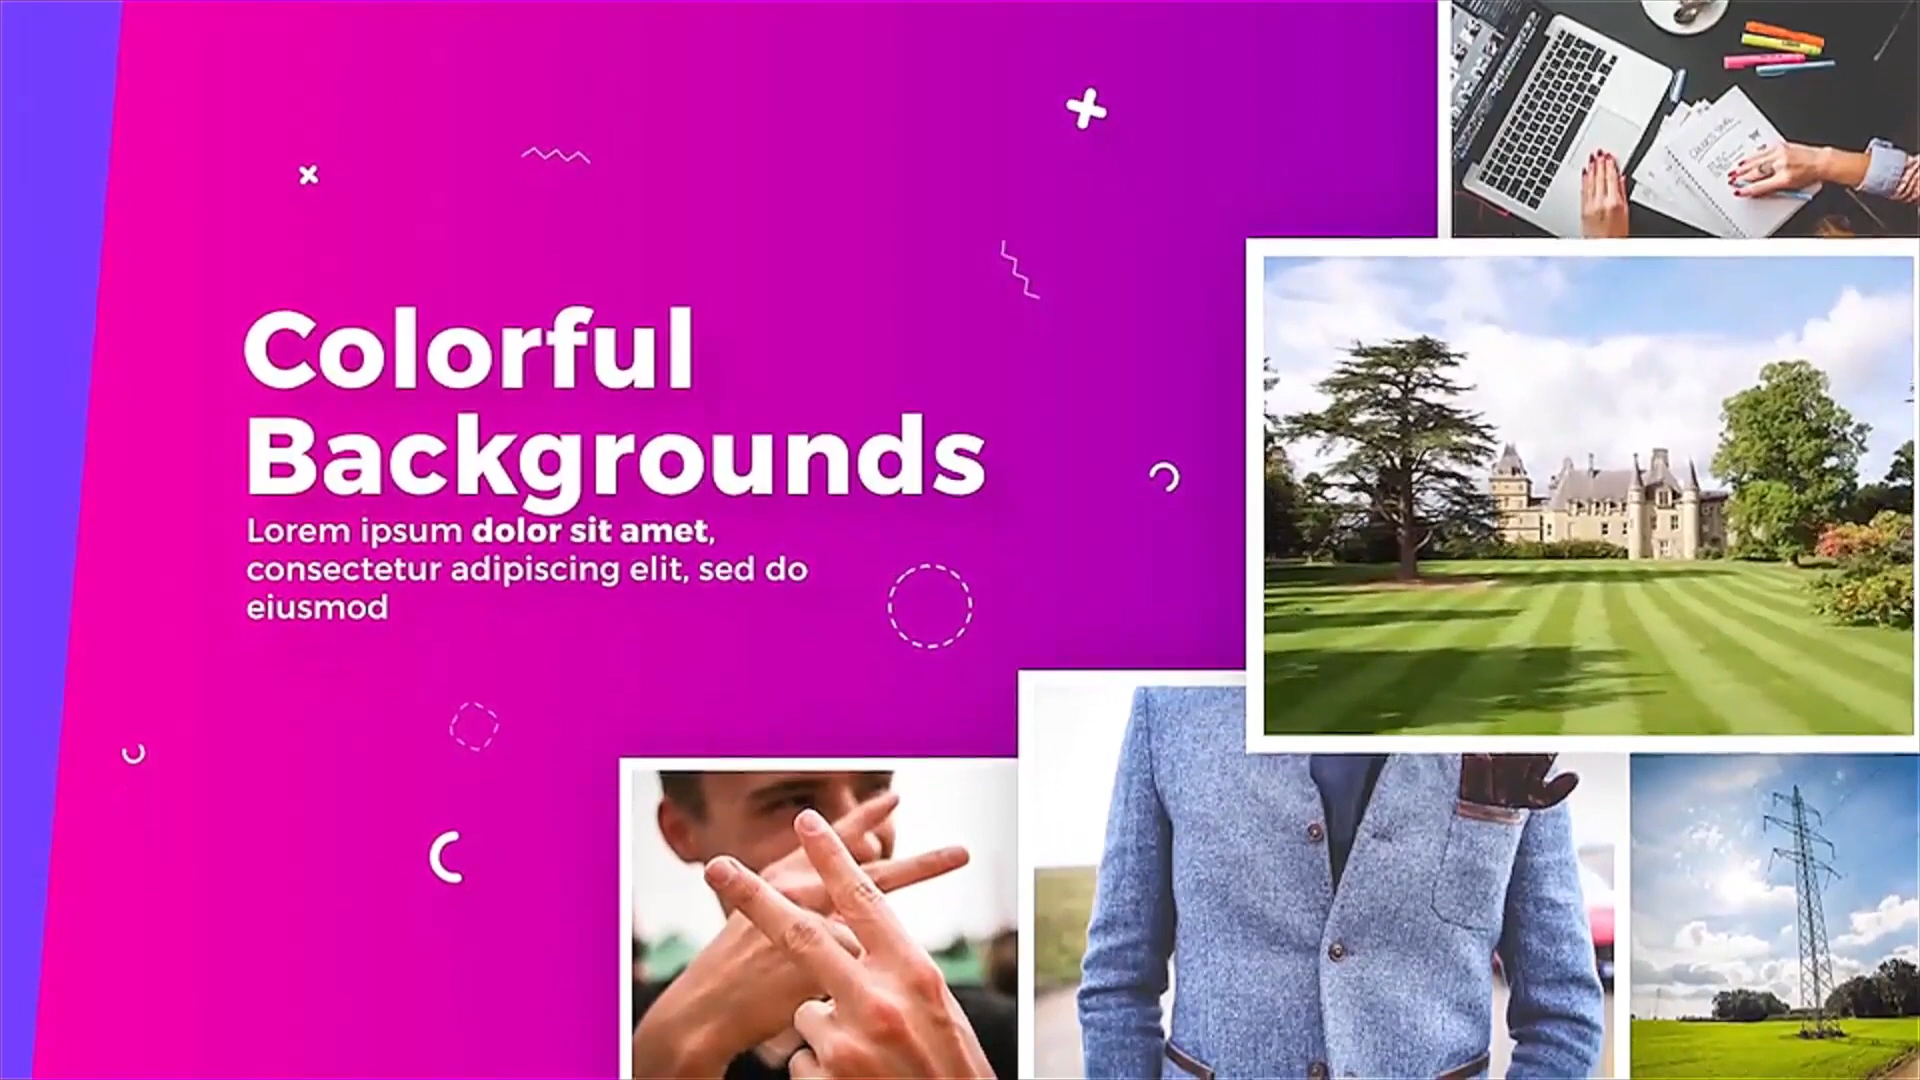 Colorful
Backgrounds
Lorem ipsum dolor sit amet,
consectetur adipiscing elit, sed do
eiusmod